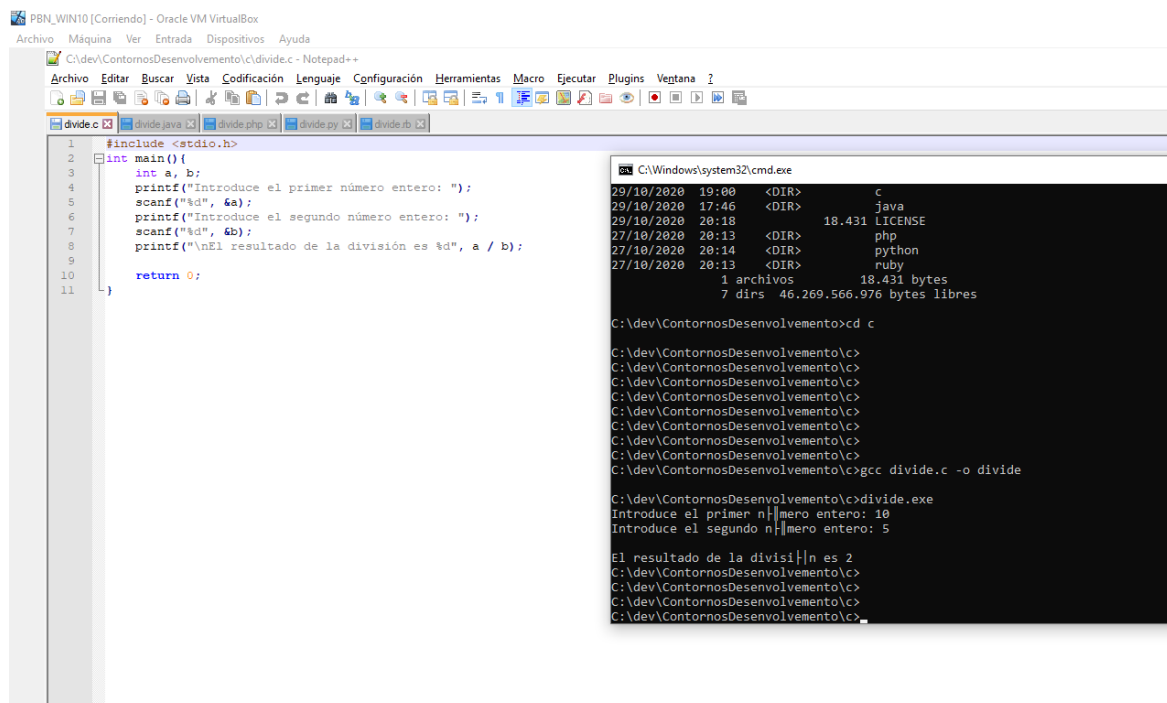 PBN_WIN10 [Corriendo] - Oracle VM VirtualBox
Archivo Máquina Ver Entrada Dispositivos Ayuda
C:\dev\ContornosDesenvolvemento\c\divide.c - Notepad++
Archivo Editar Buscar Vista Codificación Lenguaje Configuración Herramientas Macro Ejecutar Plugins Ventana ?
divide.c divide.java divide.php divide.py divide.rb
1 #include <stdio.h>
2 int main(){
3 int a, b;
4 printf("Introduce el primer número entero: ");
5 scanf("%d", &a);
6 printf("Introduce el segundo número entero: ");
7 scanf("%d", &b);
8 printf("\nEl resultado de la división es %d", a / b);
9
10 return 0;
11 }
C:\Windows\system32\cmd.exe
29/10/2020 19:00 <DIR> c
29/10/2020 17:46 <DIR> java
29/10/2020 20:18 18.431 LICENSE
27/10/2020 20:13 <DIR> php
27/10/2020 20:14 <DIR> python
27/10/2020 20:13 <DIR> ruby
1 archivos 18.431 bytes
7 dirs 46.269.566.976 bytes libres
C:\dev\ContornosDesenvolvemento>cd c
C:\dev\ContornosDesenvolvemento\c>
C:\dev\ContornosDesenvolvemento\c>
C:\dev\ContornosDesenvolvemento\c>
C:\dev\ContornosDesenvolvemento\c>
C:\dev\ContornosDesenvolvemento\c>
C:\dev\ContornosDesenvolvemento\c>
C:\dev\ContornosDesenvolvemento\c>
C:\dev\ContornosDesenvolvemento\c>
C:\dev\ContornosDesenvolvemento\c>gcc divide.c -o divide
C:\dev\ContornosDesenvolvemento\c>divide.exe
Introduce el primer n├║mero entero: 10
Introduce el segundo n├║mero entero: 5
El resultado de la divisi├│n es 2
C:\dev\ContornosDesenvolvemento\c>
C:\dev\ContornosDesenvolvemento\c>
C:\dev\ContornosDesenvolvemento\c>
C:\dev\ContornosDesenvolvemento\c>